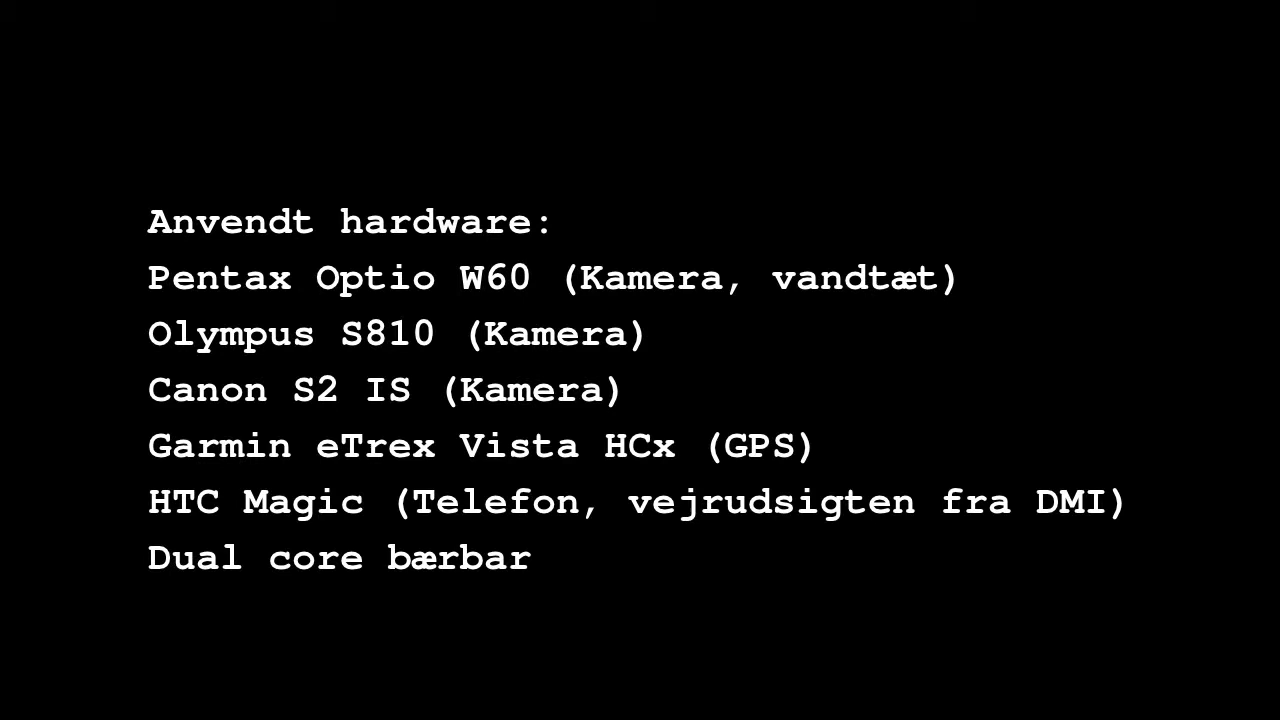 Anvendt hardware:
Pentax Optio W60 (Kamera, vandtæt)
Olympus S810 (Kamera)
Canon S2 IS (Kamera)
Garmin eTrex Vista HCx (GPS)
HTC Magic (Telefon, vejrudsigten fra DMI)
Dual core bærbar